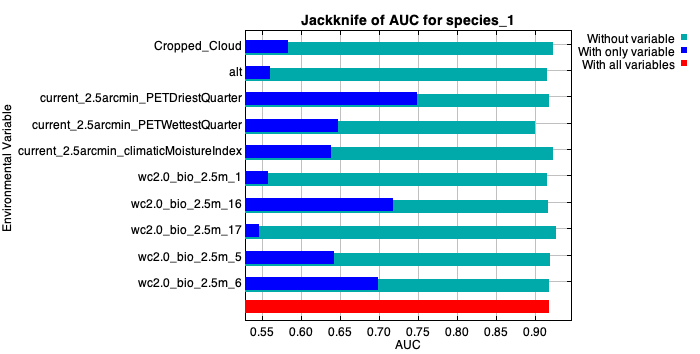 Jackknife of AUC for species_1
Without variable
With only variable
With all variables
Environmental Variable
Cropped_Cloud
alt
current_2.5arcmin_PETDriestQuarter
current_2.5arcmin_PETWettestQuarter
current_2.5arcmin_climaticMoistureIndex
wc2.0_bio_2.5m_1
wc2.0_bio_2.5m_16
wc2.0_bio_2.5m_17
wc2.0_bio_2.5m_5
wc2.0_bio_2.5m_6
0.55 0.60 0.65 0.70 0.75 0.80 0.85 0.90
AUC